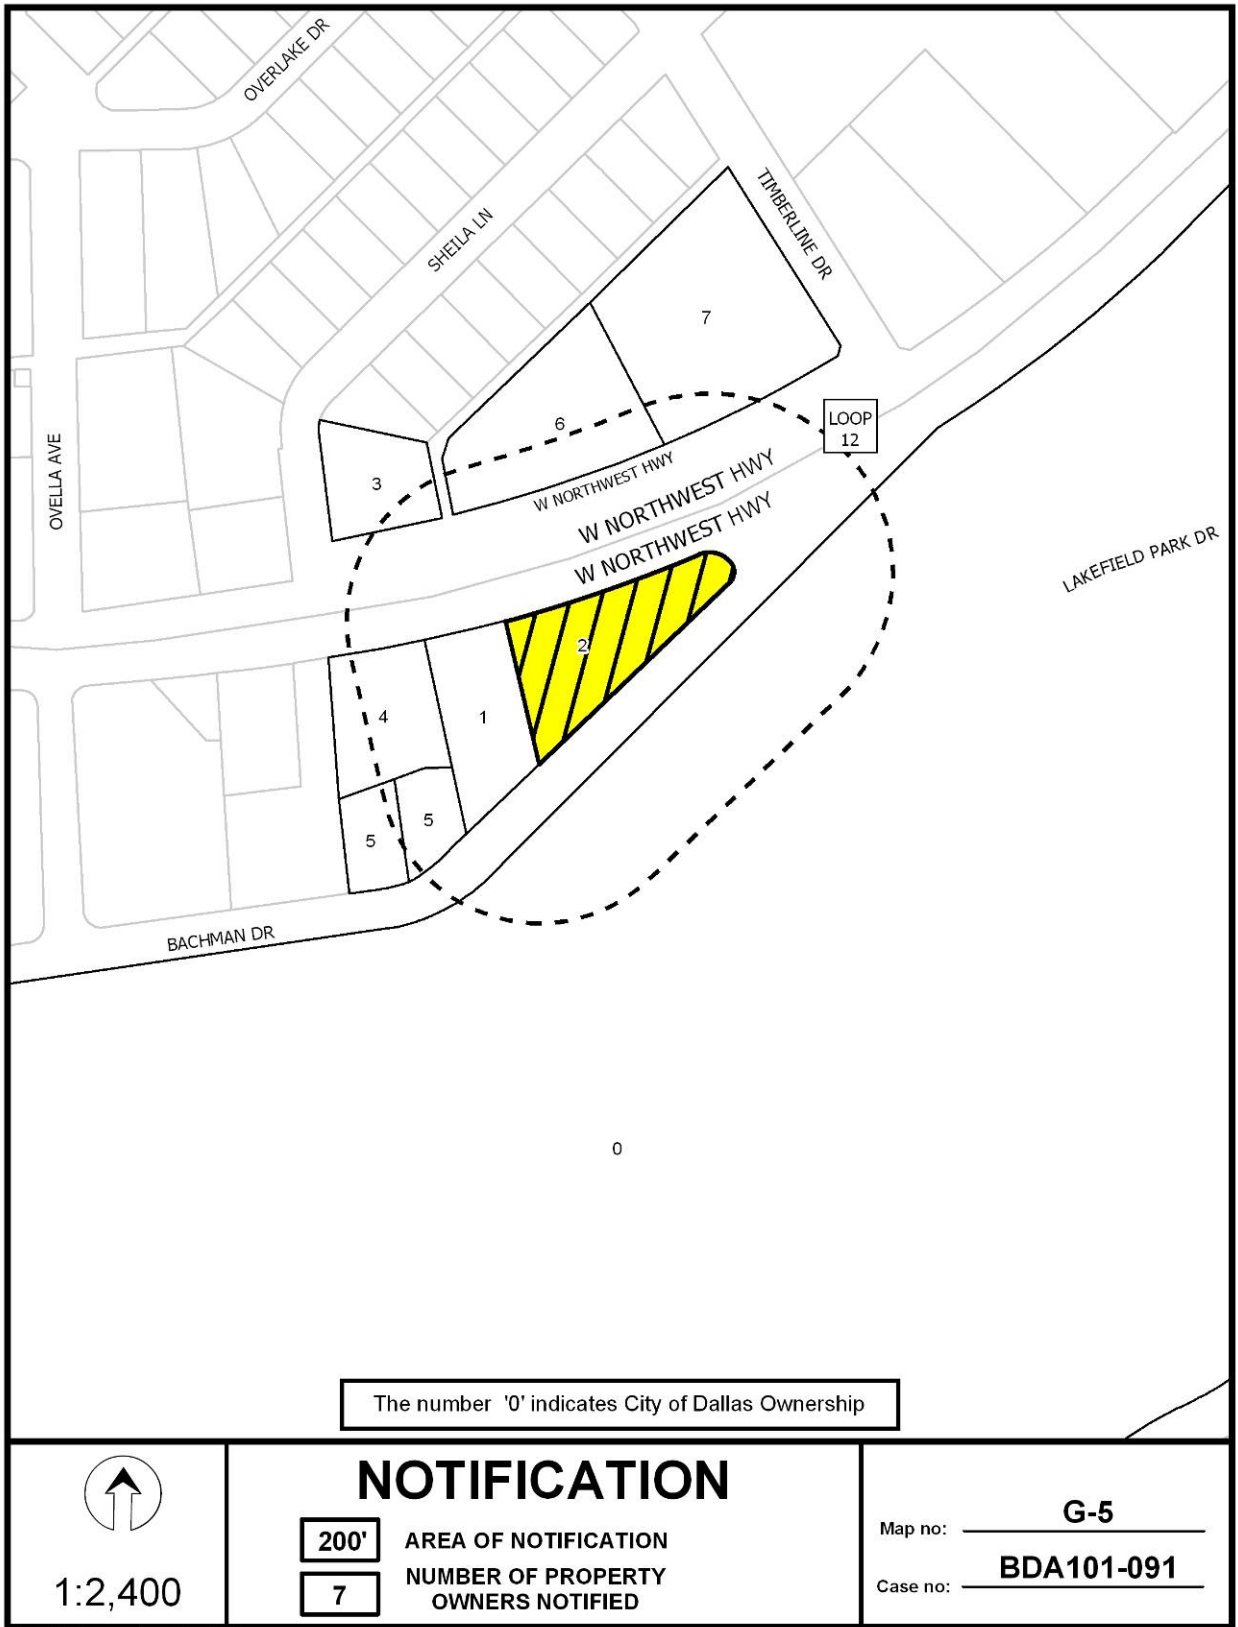 OVERLAKE DR
SHEILA LN
TIMBERLINE DR
7
6
LOOP
12
OVELLA AVE
3
W NORTHWEST HWY
W NORTHWEST HWY
W NORTHWEST HWY
LAKEFIELD PARK DR
2
4
1
5
5
BACHMAN DR
0
The number '0' indicates City of Dallas Ownership
1:2,400
NOTIFICATION
200' AREA OF NOTIFICATION
7 NUMBER OF PROPERTY
OWNERS NOTIFIED
Map no: G-5
Case no: BDA101-091